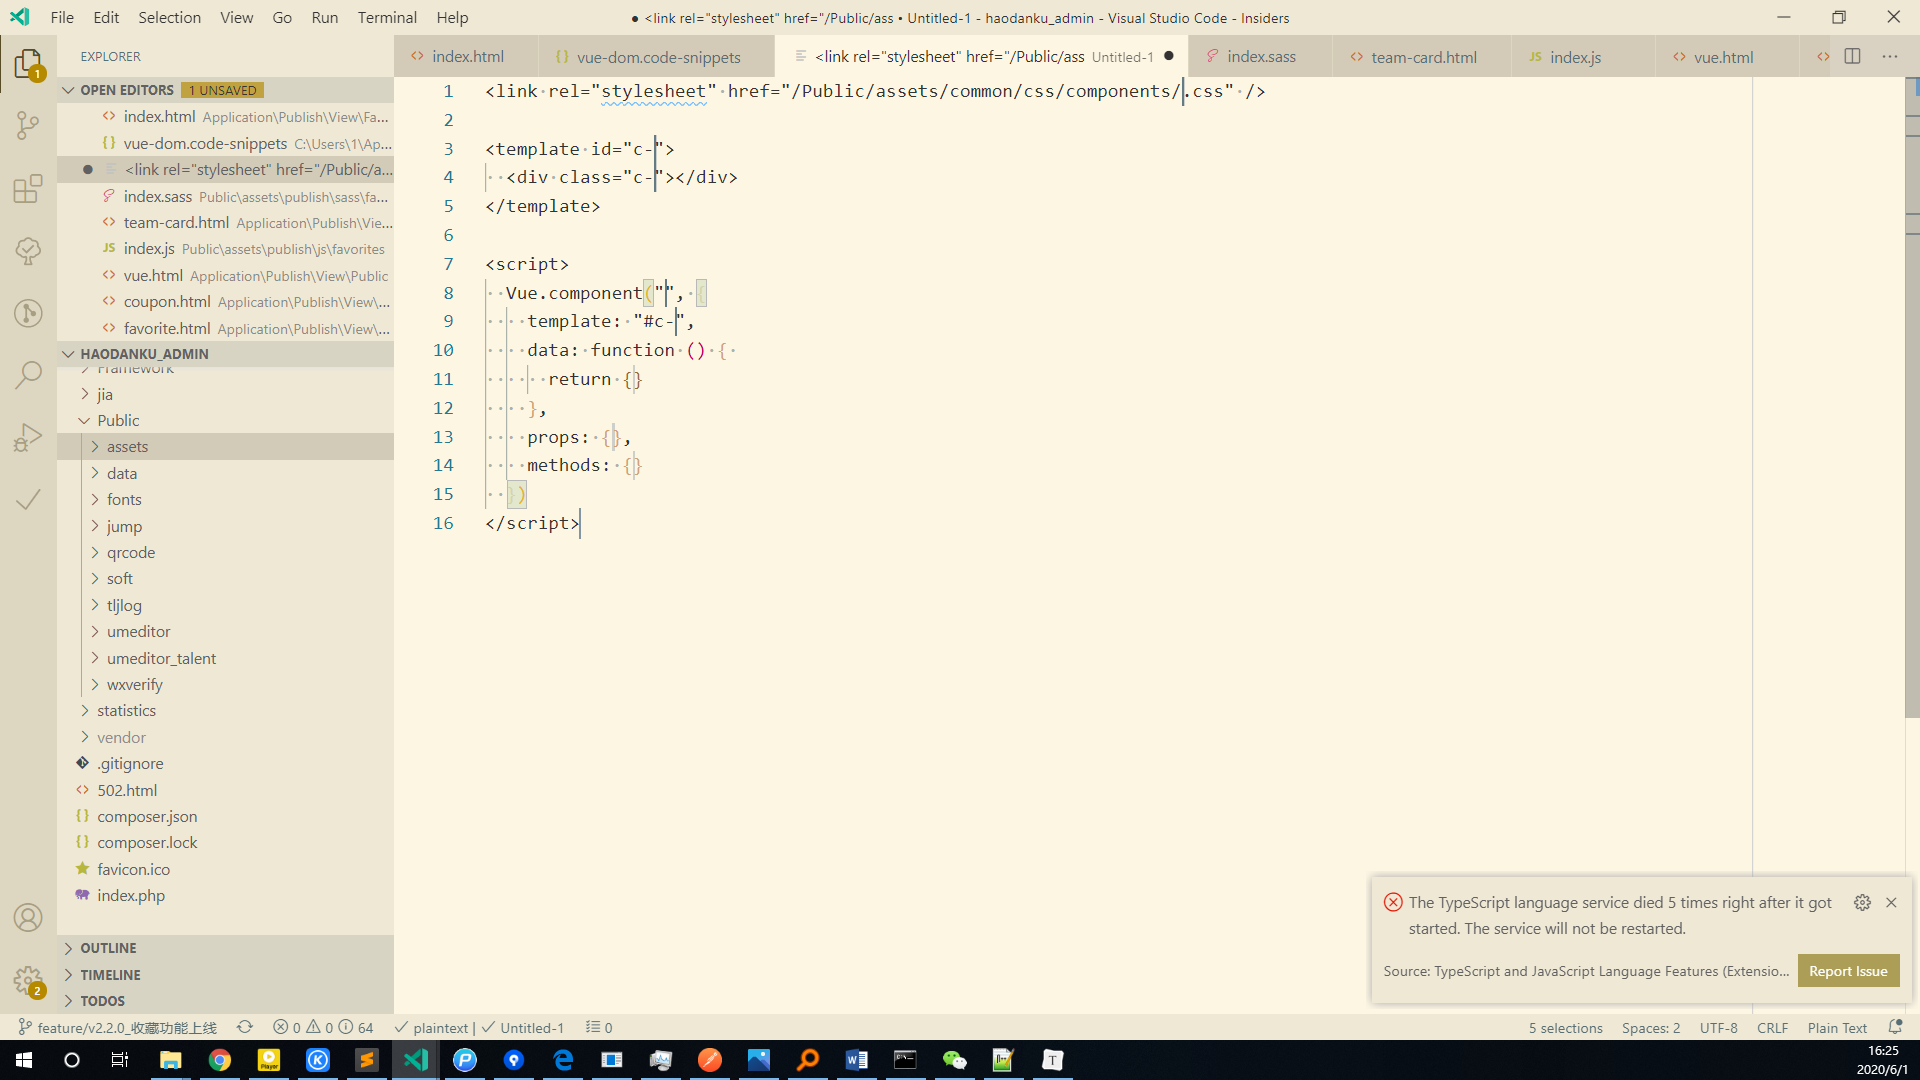 File Edit Selection View Go Run Terminal Help
● <link rel="stylesheet" href="/Public/ass • Untitled-1 - haodanku_admin - Visual Studio Code - Insiders
EXPLORER
index.html
vue-dom.code-snippets
<link rel="stylesheet" href="/Public/ass Untitled-1
index.sass
team-card.html
index.js
vue.html
OPEN EDITORS 1 UNSAVED
index.html Application\Publish\View\Fa...
vue-dom.code-snippets C:\Users\1\Ap...
<link rel="stylesheet" href="/Public/a...
index.sass Public\assets\publish\sass\fa...
team-card.html Application\Publish\Vie...
index.js Public\assets\publish\js\favorites
vue.html Application\Publish\View\Public
coupon.html Application\Publish\View\...
favorite.html Application\Publish\View\...
HAODANKU_ADMIN
Framework
jia
Public
assets
data
fonts
jump
qrcode
soft
tljlog
umeditor
umeditor_talent
wxverify
statistics
vendor
.gitignore
502.html
composer.json
composer.lock
favicon.ico
index.php
OUTLINE
TIMELINE
TODOS
1 <link rel="stylesheet" href="/Public/assets/common/css/components/.css" />
2
3 <template id="c-">
4 <div class="c-"></div>
5 </template>
6
7 <script>
8 Vue.component("", {
9 template: "#c-",
10 data: function () {
11 return {}
12 },
13 props: {},
14 methods: {}
15 })
16 </script>
The TypeScript language service died 5 times right after it got
started. The service will not be restarted.
Source: TypeScript and JavaScript Language Features (Extensio...
Report Issue
1
2
feature/v2.2.0_收藏功能上线 0 0 64 plaintext | Untitled-1 0
5 selections Spaces: 2 UTF-8 CRLF Plain Text
Player
16:25
2020/6/1